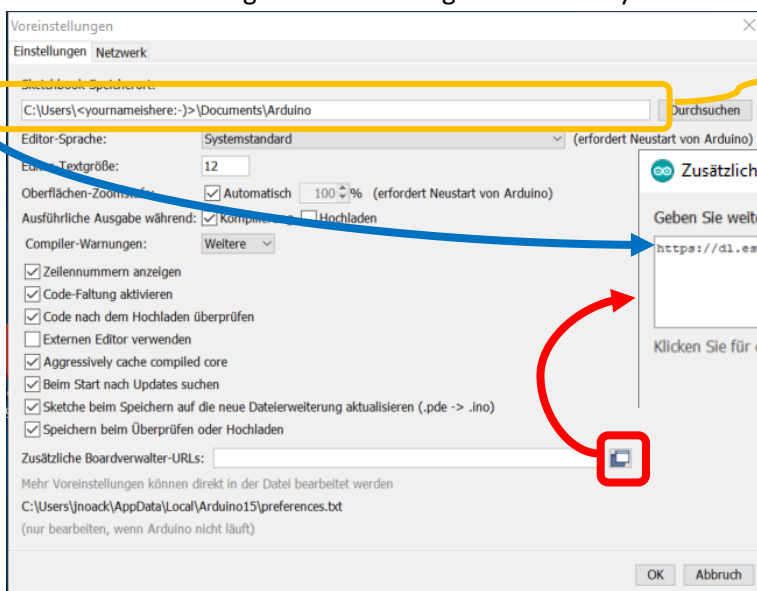 Voreinstellungen
Einstellungen Netzwerk
Sketchbook-Speicherort:
C:\Users\<yournameishere:-)>\Documents\Arduino Durchsuchen
Editor-Sprache: Systemstandard (erfordert Neustart von Arduino)
Editor-Textgröße: 12
Oberflächen-Zoomstufe: Automatisch 100 % (erfordert Neustart von Arduino)
Ausführliche Ausgabe während: Kompilierung Hochladen
Compiler-Warnungen: Weitere
Zeilennummern anzeigen
Code-Faltung aktivieren
Code nach dem Hochladen überprüfen
Externen Editor verwenden
Aggressively cache compiled core
Beim Start nach Updates suchen
Sketche beim Speichern auf die neue Dateierweiterung aktualisieren (.pde -> .ino)
Speichern beim Überprüfen oder Hochladen
Zusätzliche Boardverwalter-URLs:
Mehr Voreinstellungen können direkt in der Datei bearbeitet werden
C:\Users\jnoack\AppData\Local\Arduino15\preferences.txt
(nur bearbeiten, wenn Arduino nicht läuft)
OK Abbruch
Zusätzlich
Geben Sie weit
https://dl.es
Klicken Sie für